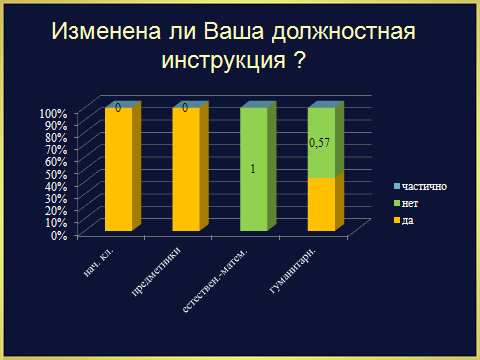 Изменена ли Ваша должностная
инструкция ?
100%
90%
80%
70%
60%
50%
40%
30%
20%
10%
0%
0
0
1
0,57
нач. кл.
предметники
естествен.-матем.
гуманитарн.
частично
нет
да